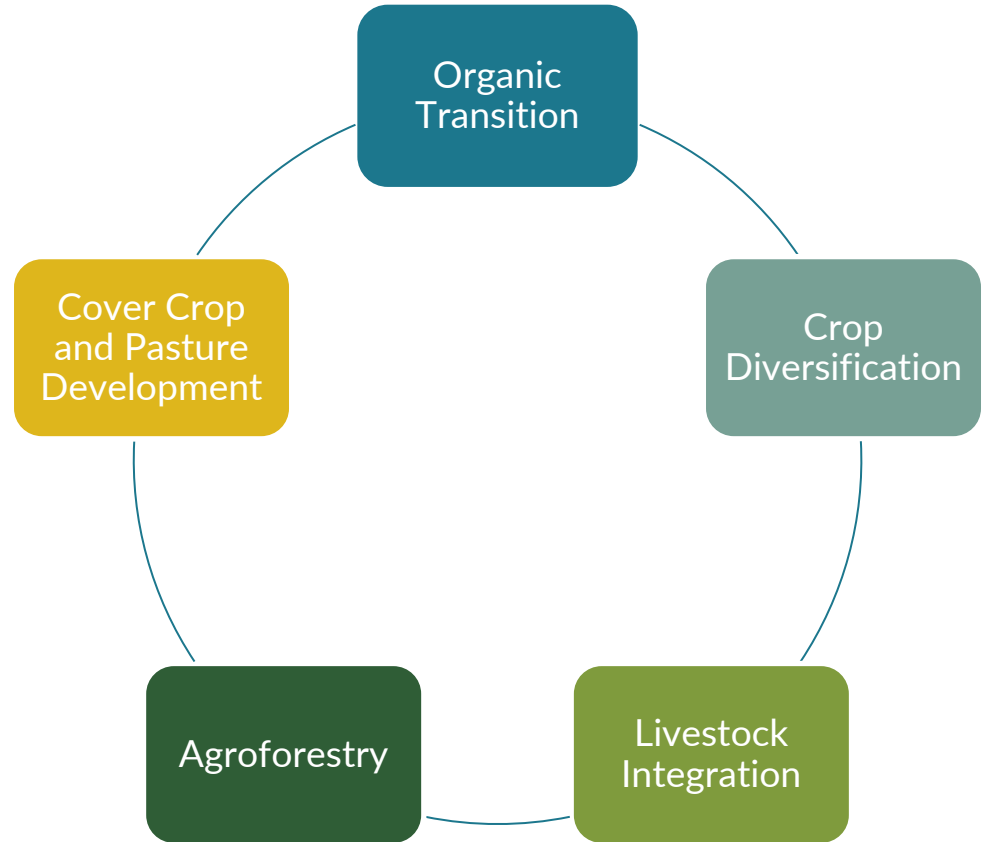 Organic
Transition
Crop
Diversification
Livestock
Integration
Agroforestry
Cover Crop
and Pasture
Development